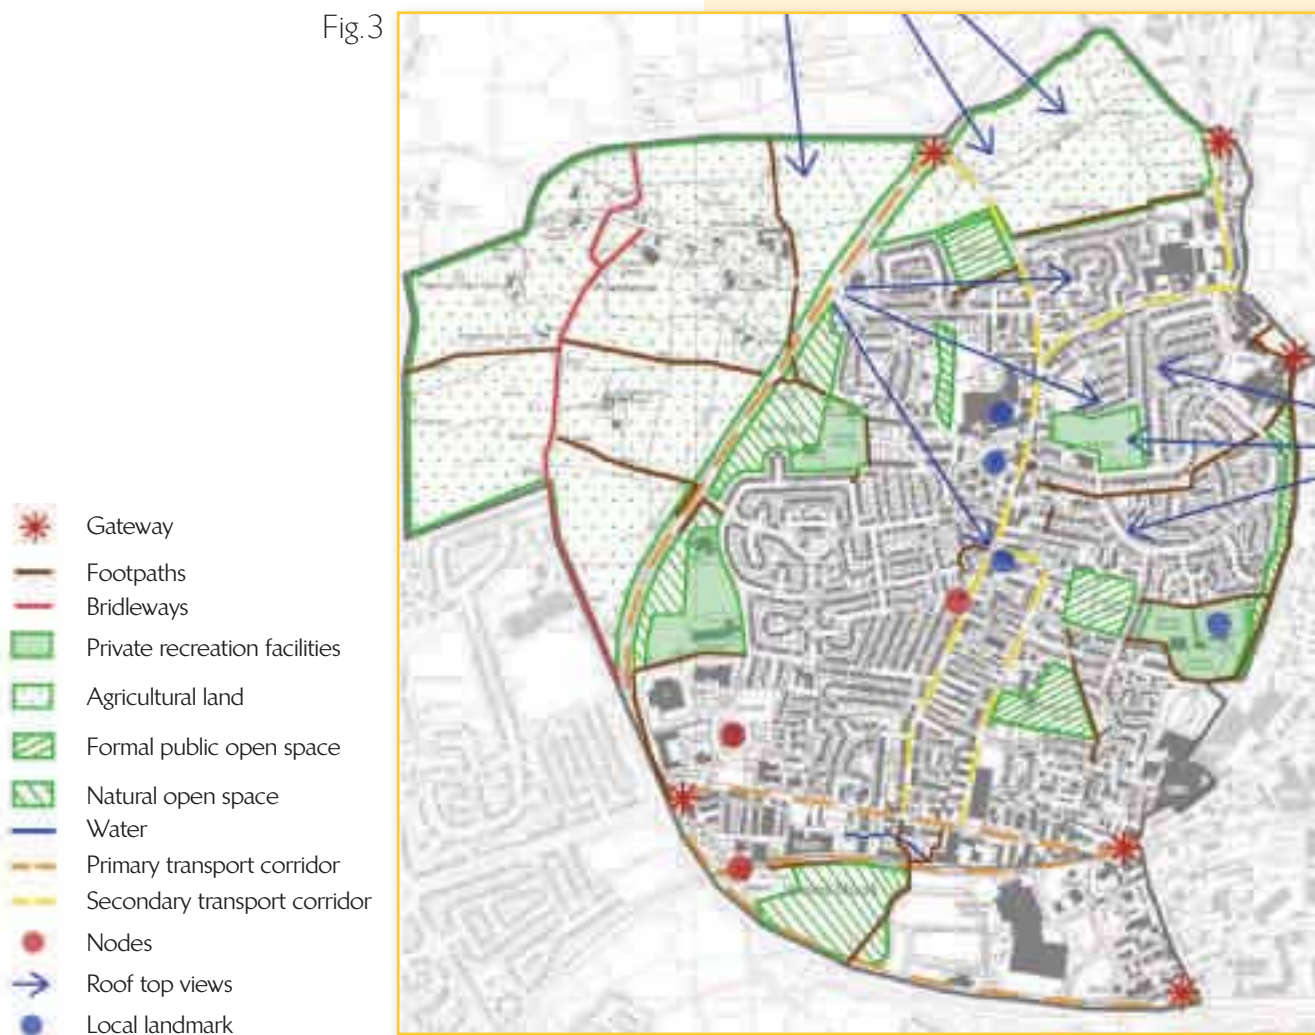 Fig.3
Gateway
Footpaths
Bridleways
Private recreation facilities
Agricultural land
Formal public open space
Natural open space
Water
Primary transport corridor
Secondary transport corridor
Nodes
Roof top views
Local landmark